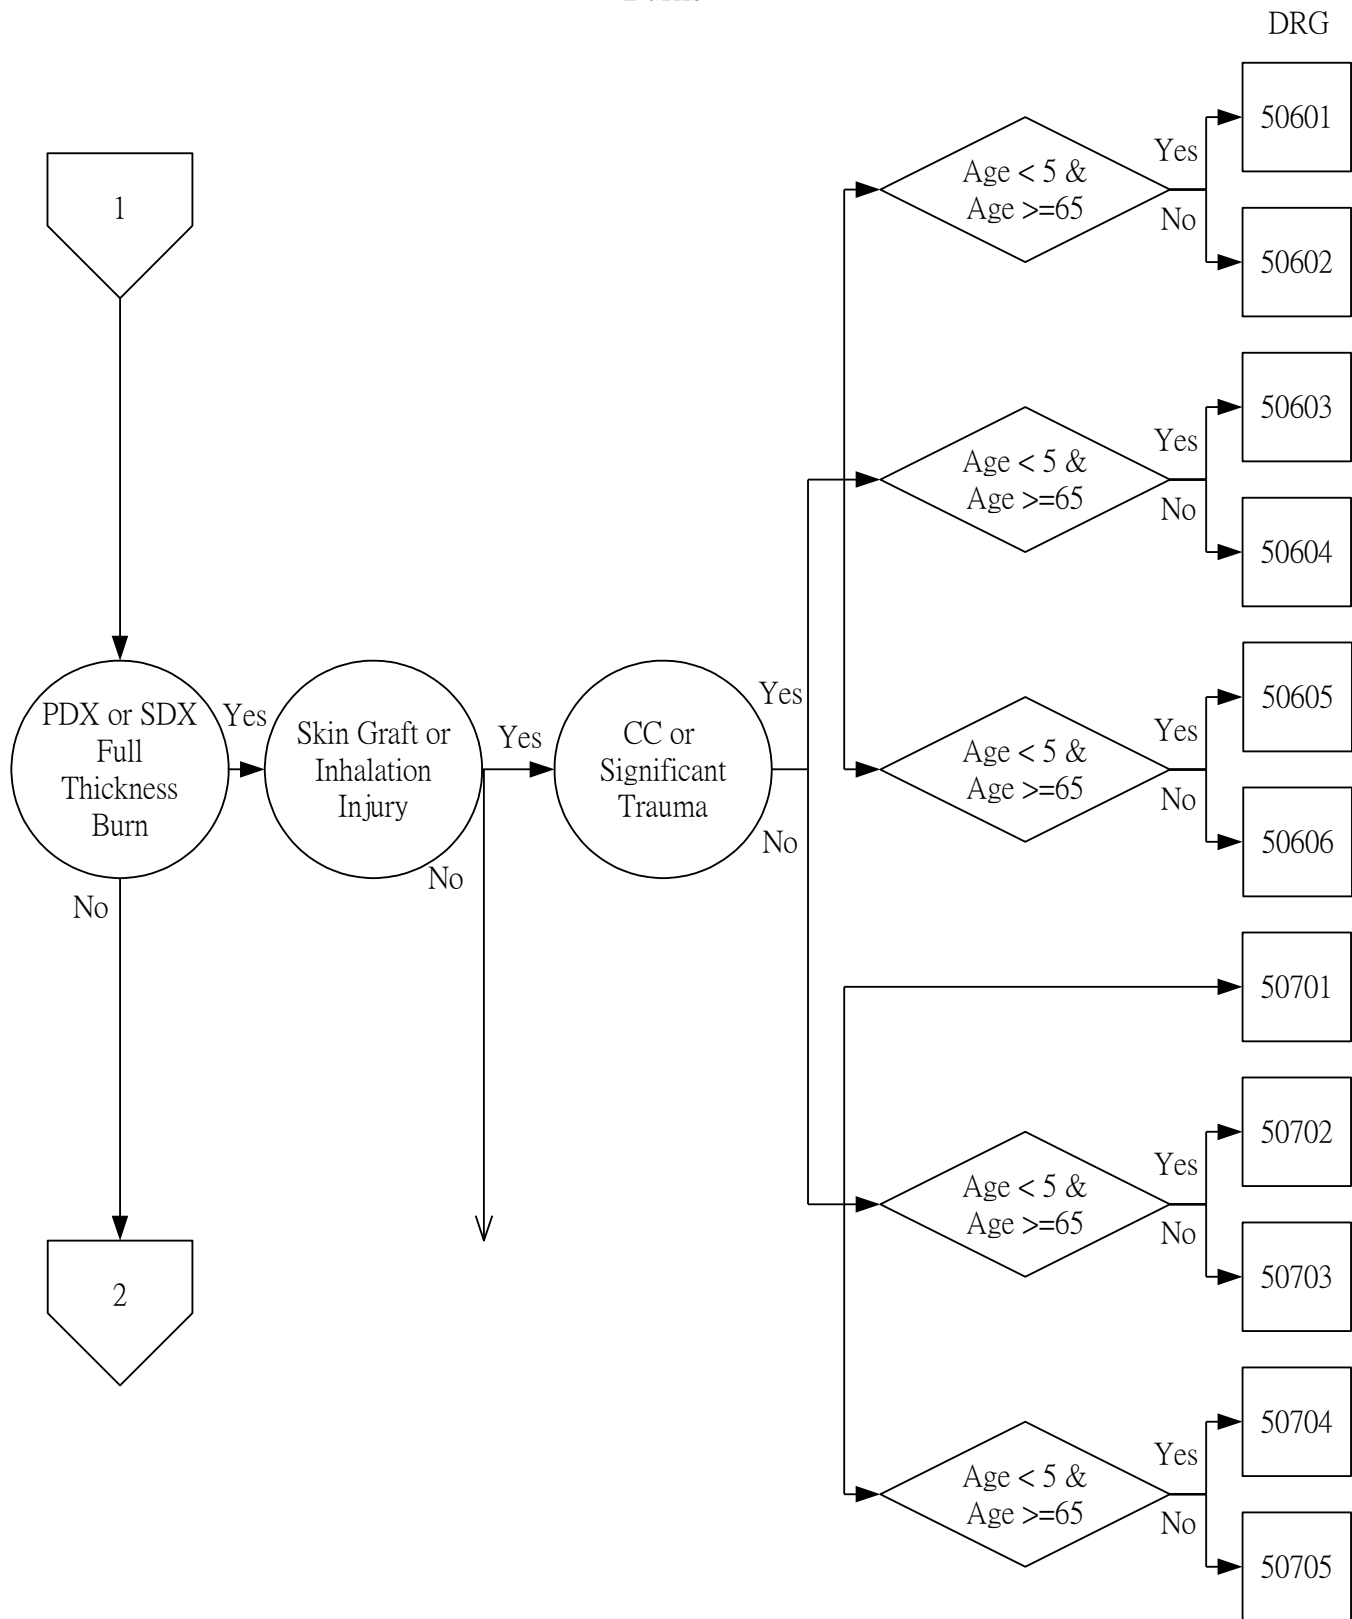 DRG
1
Age < 5 &
Age >=65
Yes
No
50601
50602
Age < 5 &
Age >=65
Yes
No
50603
50604
PDX or SDX
Full
Thickness
Burn
Yes
No
Skin Graft or
Inhalation
Injury
Yes
No
CC or
Significant
Trauma
Yes
No
Age < 5 &
Age >=65
Yes
No
50605
50606
50701
2
Age < 5 &
Age >=65
Yes
No
50702
50703
Age < 5 &
Age >=65
Yes
No
50704
50705